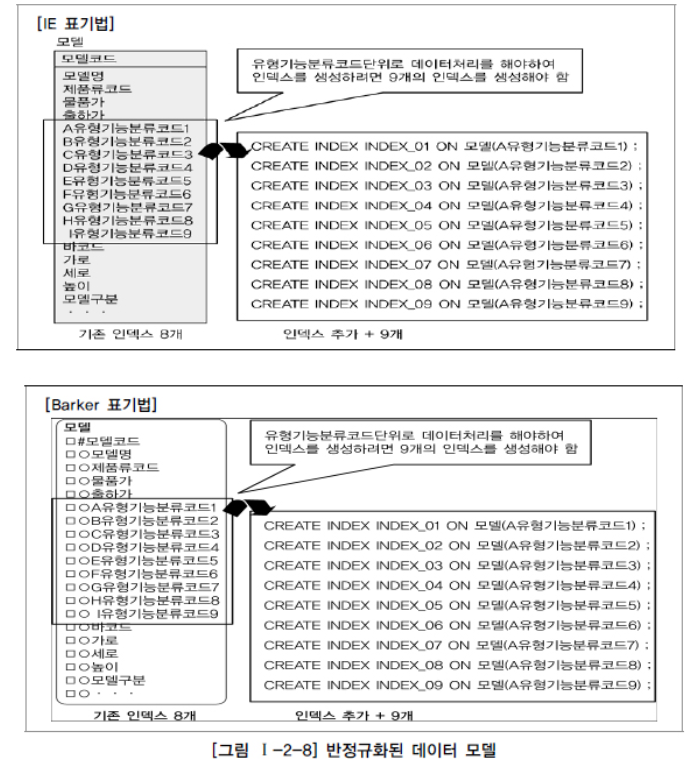 [IE 표기법]
모델
모델코드
모델명
제품류코드
물품가
출하가
A유형기능분류코드1
B유형기능분류코드2
C유형기능분류코드3
D유형기능분류코드4
E유형기능분류코드5
F유형기능분류코드6
G유형기능분류코드7
H유형기능분류코드8
I유형기능분류코드9
바코드
가로
세로
높이
모델구분
· · ·
기존 인덱스 8개
유형기능분류코드단위로 데이터처리를 해야하여
인덱스를 생성하려면 9개의 인덱스를 생성해야 함
CREATE INDEX INDEX_01 ON 모델(A유형기능분류코드1) ;
CREATE INDEX INDEX_02 ON 모델(A유형기능분류코드2) ;
CREATE INDEX INDEX_03 ON 모델(A유형기능분류코드3) ;
CREATE INDEX INDEX_04 ON 모델(A유형기능분류코드4) ;
CREATE INDEX INDEX_05 ON 모델(A유형기능분류코드5) ;
CREATE INDEX INDEX_06 ON 모델(A유형기능분류코드6) ;
CREATE INDEX INDEX_07 ON 모델(A유형기능분류코드7) ;
CREATE INDEX INDEX_08 ON 모델(A유형기능분류코드8) ;
CREATE INDEX INDEX_09 ON 모델(A유형기능분류코드9) ;
인덱스 추가 + 9개
[Barker 표기법]
모델
□#모델코드
□○모델명
□○제품류코드
□○물품가
□○출하가
□○A유형기능분류코드1
□○B유형기능분류코드2
□○C유형기능분류코드3
□○D유형기능분류코드4
□○E유형기능분류코드5
□○F유형기능분류코드6
□○G유형기능분류코드7
□○H유형기능분류코드8
□○ I유형기능분류코드9
□○바코드
□○가로
□○세로
□○높이
□○모델구분
□○ · · ·
기존 인덱스 8개
유형기능분류코드단위로 데이터처리를 해야하여
인덱스를 생성하려면 9개의 인덱스를 생성해야 함
CREATE INDEX INDEX_01 ON 모델(A유형기능분류코드1) ;
CREATE INDEX INDEX_02 ON 모델(A유형기능분류코드2) ;
CREATE INDEX INDEX_03 ON 모델(A유형기능분류코드3) ;
CREATE INDEX INDEX_04 ON 모델(A유형기능분류코드4) ;
CREATE INDEX INDEX_05 ON 모델(A유형기능분류코드5) ;
CREATE INDEX INDEX_06 ON 모델(A유형기능분류코드6) ;
CREATE INDEX INDEX_07 ON 모델(A유형기능분류코드7) ;
CREATE INDEX INDEX_08 ON 모델(A유형기능분류코드8) ;
CREATE INDEX INDEX_09 ON 모델(A유형기능분류코드9) ;
인덱스 추가 + 9개
[그림 Ⅰ-2-8] 반정규화된 데이터 모델